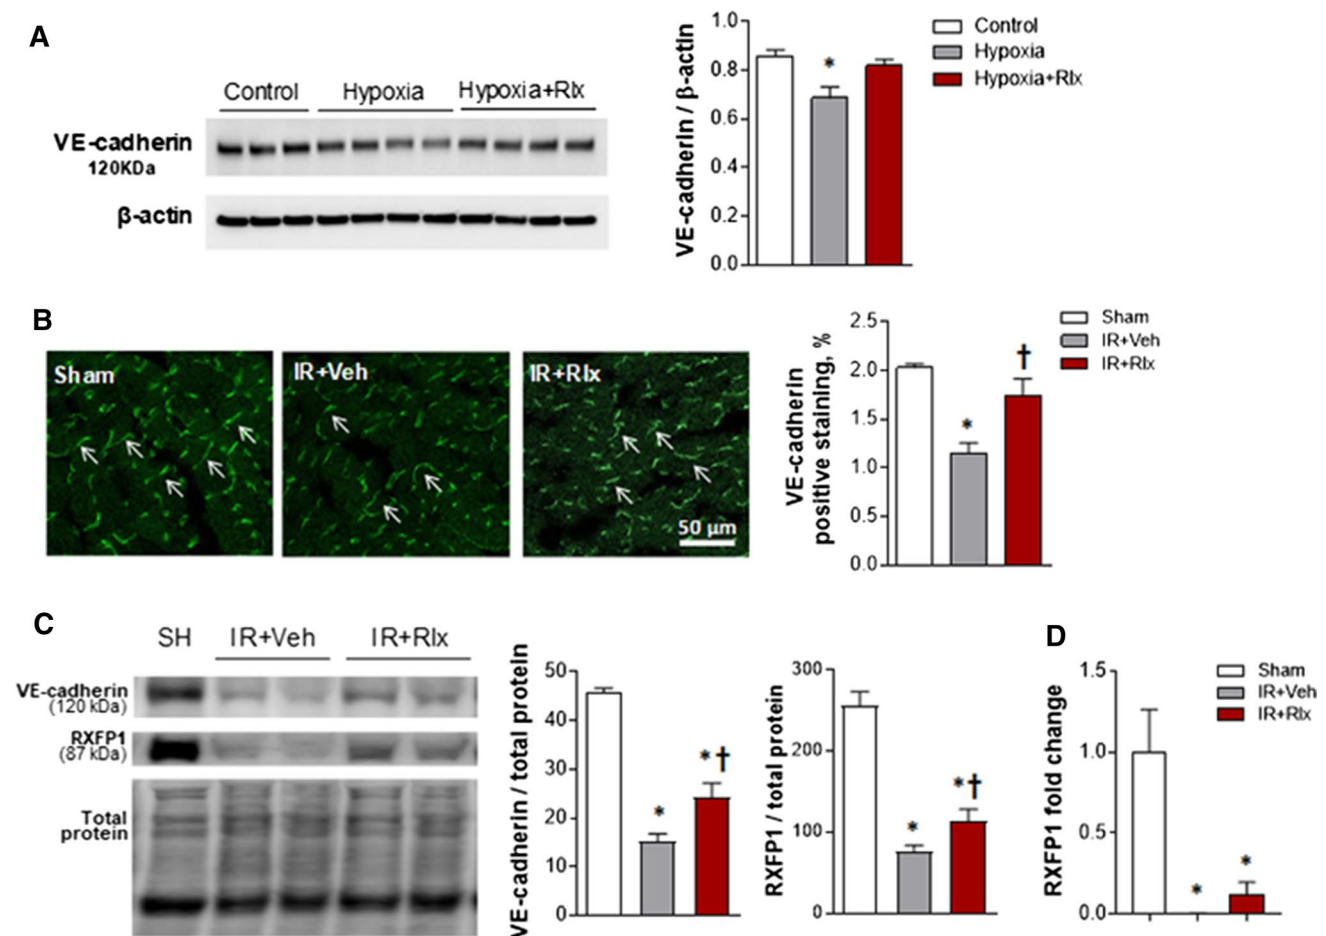 A
Control
Hypoxia
Hypoxia+Rlx
VE-cadherin
120KDa
β-actin
VE-cadherin / β-actin
1.0
0.8
0.6
0.4
0.2
0.0
*
Control
Hypoxia
Hypoxia+Rlx
B
Sham
IR+Veh
IR+Rlx
50 µm
VE-cadherin
positive staining, %
2.5
2.0
1.5
1.0
0.5
0.0
*
†
Sham
IR+Veh
IR+Rlx
C
SH
IR+Veh
IR+Rlx
VE-cadherin
(120 kDa)
RXFP1
(87 kDa)
Total
protein
VE-cadherin / total protein
50
40
30
20
10
0
*
*†
RXFP1 / total protein
300
200
100
0
*
*†
D
RXFP1 fold change
1.5
1.0
0.5
0.0
*
*
Sham
IR+Veh
IR+Rlx